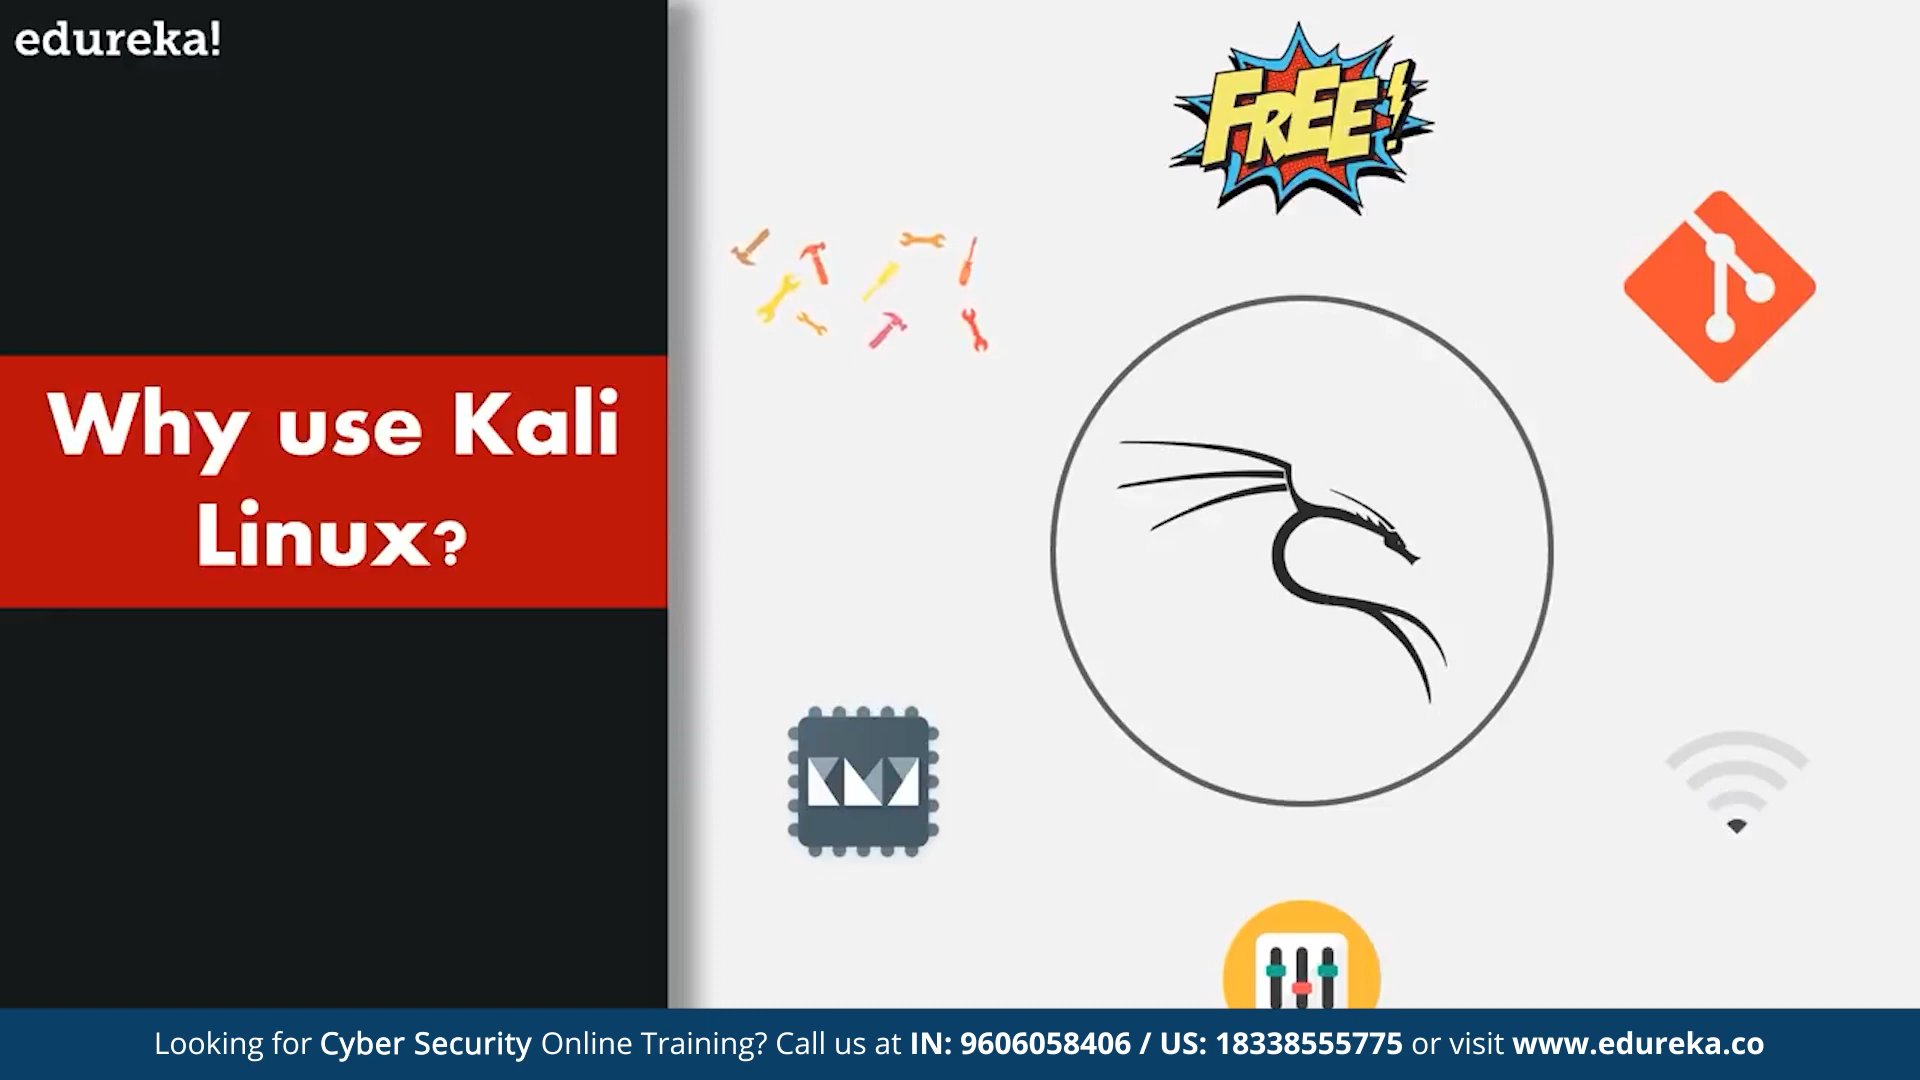 edureka!
FREE!
Why use Kali
Linux?
Looking for Cyber Security Online Training? Call us at IN: 9606058406 / US: 18338555775 or visit www.edureka.co